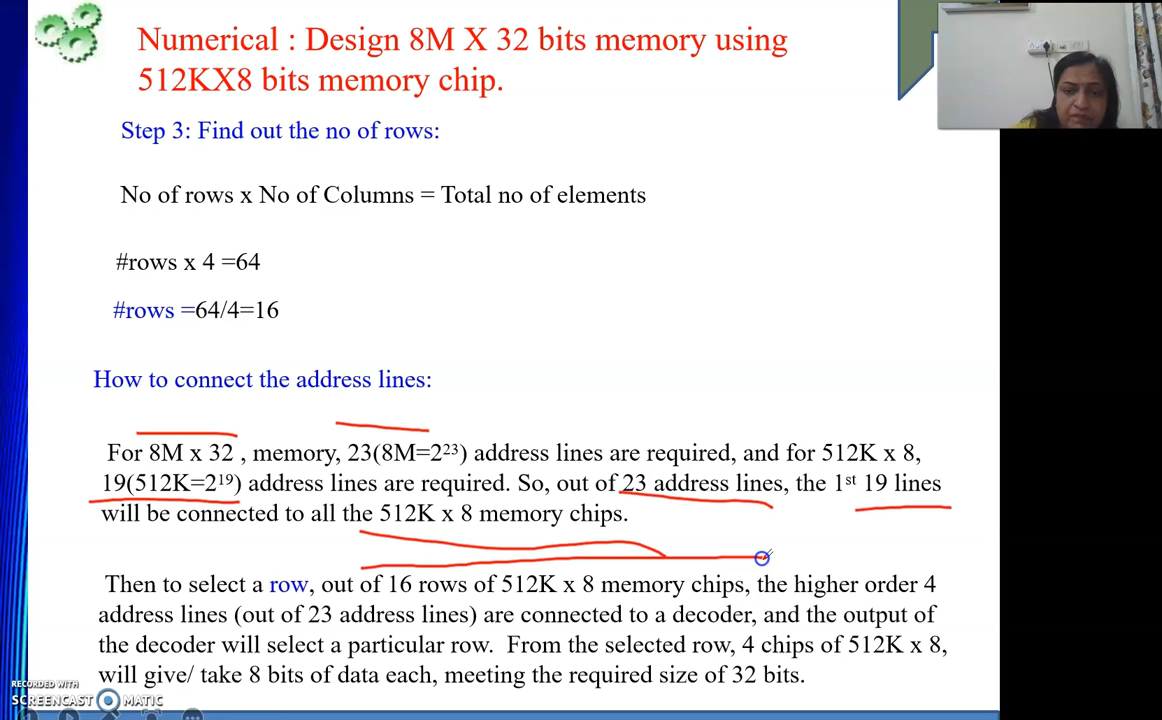 Numerical : Design 8M X 32 bits memory using
512KX8 bits memory chip.
Step 3: Find out the no of rows:
No of rows x No of Columns = Total no of elements
#rows x 4 =64
#rows =64/4=16
How to connect the address lines:
For 8M x 32 , memory, 23(8M=2²³) address lines are required, and for 512K x 8,
19(512K=2¹⁹) address lines are required. So, out of 23 address lines, the 1ˢᵗ 19 lines
will be connected to all the 512K x 8 memory chips.
Then to select a row, out of 16 rows of 512K x 8 memory chips, the higher order 4
address lines (out of 23 address lines) are connected to a decoder, and the output of
the decoder will select a particular row. From the selected row, 4 chips of 512K x 8,
will give/ take 8 bits of data each, meeting the required size of 32 bits.
RECORDED WITH
SCREENCAST MATIC